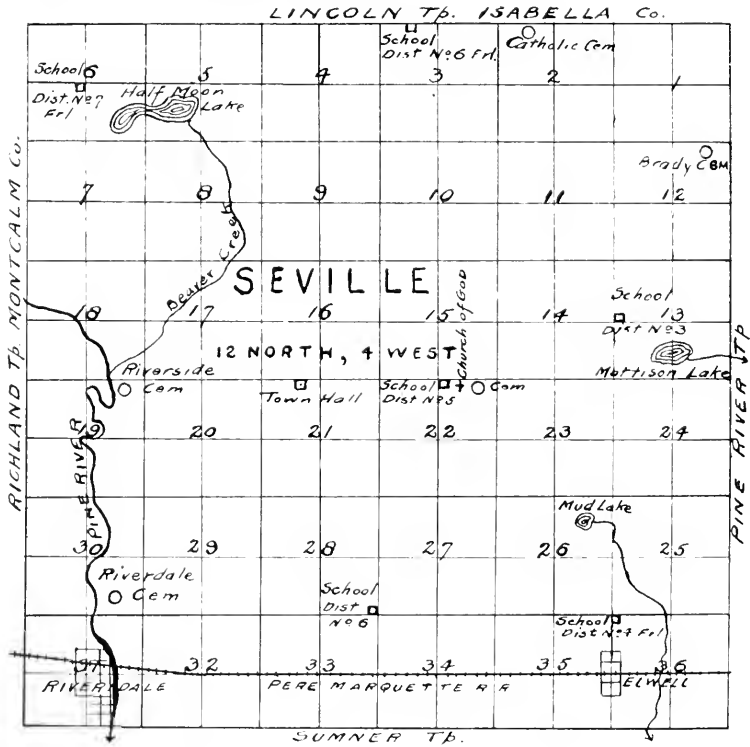 LINCOLN Tp. ISABELLA Co.
School
Dist No 6 Frl.
Catholic Cem
School
Dist. No 7
Frl
6 5 4 3 2 1
Half Moon
Lake
Brady CEM
7 8 9 10 11 12
RICHLAND Tp. MONTCALM Co.
Beaver Creek
SEVILLE
18 17 16 15 14 13
School
Dist No 3
Church of God
12 NORTH, 4 WEST
Mattison Lake
PINE RIVER TP
Riverside
Cem
Town Hall
School
Dist No 5
Cem
19 20 21 22 23 24
PINE RIVER
Mud Lake
30 29 28 27 26 25
Riverdale
Cem
School
Dist
No 6
School
Dist No 4 Frl
31 32 33 34 35 36
RIVERDALE
PERE MARQUETTE R R
ELWELL
SUMNER Tp.